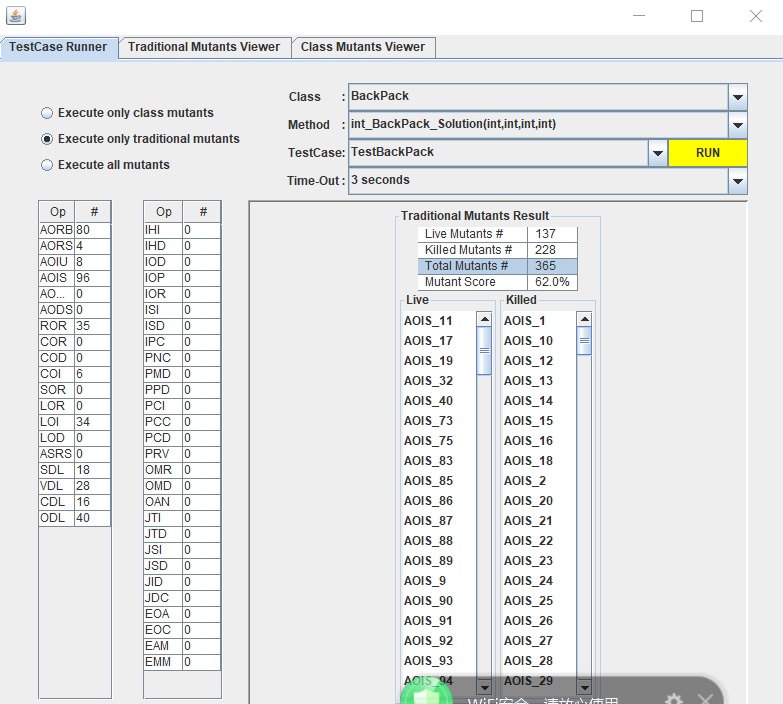 TestCase Runner Traditional Mutants Viewer Class Mutants Viewer
Execute only class mutants
Execute only traditional mutants
Execute all mutants
Class : BackPack
Method : int_BackPack_Solution(int,int,int,int)
TestCase: TestBackPack RUN
Time-Out : 3 seconds
Op #
AORB 80
AORS 4
AOIU 8
AOIS 96
AO... 0
AODS 0
ROR 35
COR 0
COD 0
COI 6
SOR 0
LOR 0
LOI 34
LOD 0
ASRS 0
SDL 18
VDL 28
CDL 16
ODL 40
Op #
IHI 0
IHD 0
IOD 0
IOP 0
IOR 0
ISI 0
ISD 0
IPC 0
PNC 0
PMD 0
PPD 0
PCI 0
PCC 0
PCD 0
PRV 0
OMR 0
OMD 0
OAN 0
JTI 0
JTD 0
JSI 0
JSD 0
JID 0
JDC 0
EOA 0
EOC 0
EAM 0
EMM 0
Traditional Mutants Result
Live Mutants # 137
Killed Mutants # 228
Total Mutants # 365
Mutant Score 62.0%
Live
AOIS_11
AOIS_17
AOIS_19
AOIS_32
AOIS_40
AOIS_73
AOIS_75
AOIS_83
AOIS_85
AOIS_86
AOIS_87
AOIS_88
AOIS_89
AOIS_9
AOIS_90
AOIS_91
AOIS_92
AOIS_93
AOIS_94
Killed
AOIS_1
AOIS_10
AOIS_12
AOIS_13
AOIS_14
AOIS_15
AOIS_16
AOIS_18
AOIS_2
AOIS_20
AOIS_21
AOIS_22
AOIS_23
AOIS_24
AOIS_25
AOIS_26
AOIS_27
AOIS_28
AOIS_29
WiFi安全，请放心使用